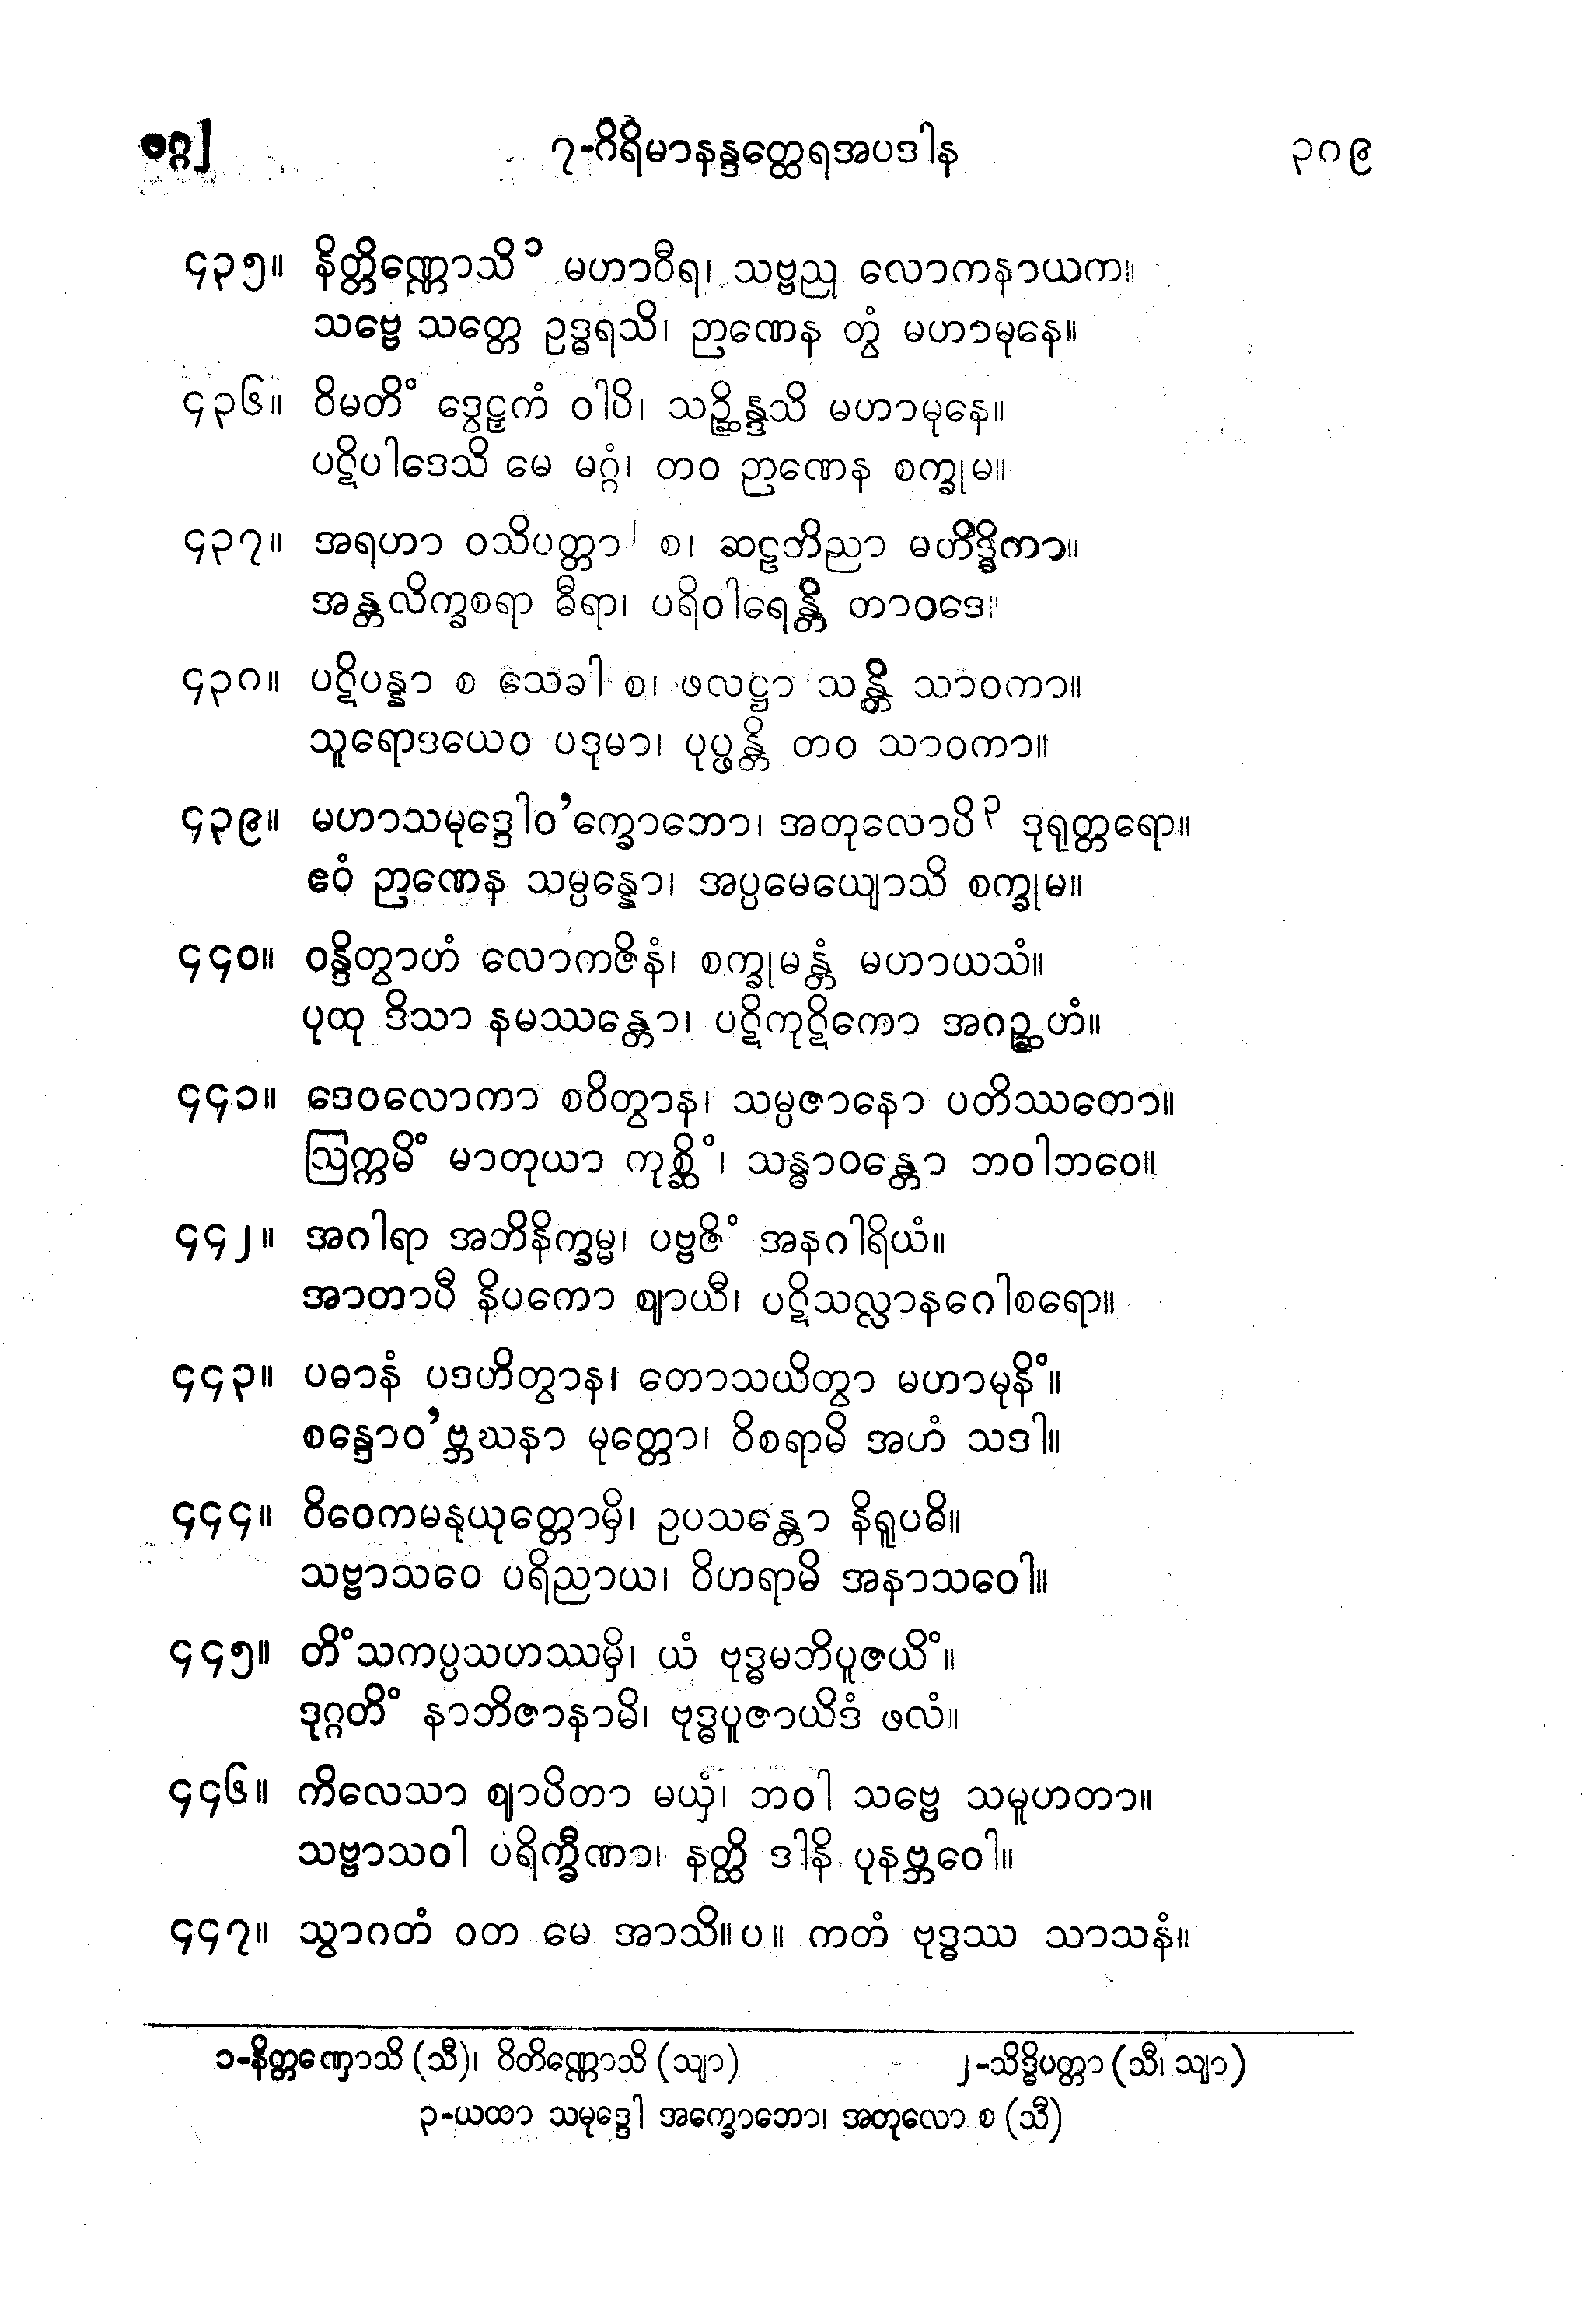 ဝဂ္ဂ] ၇-ဂိရိမာနန္ဒတ္ထေရအပဒါန ၃၀၉
၄၃၅။ နိတ္တိဏ္ဏောသိ၁ မဟာဝီရ၊ သဗ္ဗညု လောကနာယက။
သဗ္ဗေ သတ္တေ ဥဒ္ဓရသိ၊ ဉာဏေန တွံ မဟာမုနေ။
၄၃၆။ ဝိမတိံ ဒွေဠှကံ ဝါပိ၊ သဉ္ဆိန္ဒသိ မဟာမုနေ။
ပဋိပါဒေသိ မေ မဂ္ဂံ၊ တဝ ဉာဏေန စက္ခုမ။
၄၃၇။ အရဟာ ဝသိပတ္တာ၂ စ၊ ဆဠဘိညာ မဟိဒ္ဓိကာ။
အန္တလိက္ခစရာ ဓီရာ၊ ပရိဝါရေန္တိ တာဝဒေ။
၄၃၈။ ပဋိပန္နာ စ သေခါ စ၊ ဖလဋ္ဌာ သန္တိ သာဝကာ။
သူရောဒယေဝ ပဒုမာ၊ ပုပ္ဖန္တိ တဝ သာဝကာ။
၄၃၉။ မဟာသမုဒ္ဒေါဝ’က္ခောဘော၊ အတုလောပိ၃ ဒုရုတ္တရော။
ဧဝံ ဉာဏေန သမ္ပန္နော၊ အပ္ပမေယျောသိ စက္ခုမ။
၄၄၀။ ဝန္ဒိတွာဟံ လောကဇိနံ၊ စက္ခုမန္တံ မဟာယသံ။
ပုထု ဒိသာ နမဿန္တော၊ ပဋိကုဋိကော အဂဉ္ဆဟံ။
၄၄၁။ ဒေဝလောကာ စဝိတွာန၊ သမ္ပဇာနော ပတိဿတော။
ဩက္ကမိံ မာတုယာ ကုစ္ဆိံ၊ သန္ဓာဝန္တော ဘဝါဘဝေ။
၄၄၂။ အဂါရာ အဘိနိက္ခမ္မ၊ ပဗ္ဗဇိံ အနဂါရိယံ။
အာတာပီ နိပကော ဈာယီ၊ ပဋိသလ္လာနဂေါစရော။
၄၄၃။ ပဓာနံ ပဒဟိတွာန၊ တောသယိတွာ မဟာမုနိံ။
စန္ဒောဝ’ဗ္ဘဃနာ မုတ္တော၊ ဝိစရာမိ အဟံ သဒါ။
၄၄၄။ ဝိဝေကမနုယုတ္တောမှိ၊ ဥပသန္တော နိရူပဓိ။
သဗ္ဗာသဝေ ပရိညာယ၊ ဝိဟရာမိ အနာသဝေါ။
၄၄၅။ တိံသကပ္ပသဟဿမှိ၊ ယံ ဗုဒ္ဓမဘိပူဇယိံ။
ဒုဂ္ဂတိံ နာဘိဇာနာမိ၊ ဗုဒ္ဓပူဇာယိဒံ ဖလံ။
၄၄၆။ ကိလေသာ ဈာပိတာ မယှံ၊ ဘဝါ သဗ္ဗေ သမူဟတာ။
သဗ္ဗာသဝါ ပရိက္ခီဏာ၊ နတ္ထိ ဒါနိ ပုနဗ္ဘဝေါ။
၄၄၇။ သွာဂတံ ဝတ မေ အာသိ။ပ။ ကတံ ဗုဒ္ဓဿ သာသနံ။
၁-နိတ္တဏှောသိ (သီ)၊ ဝိတိဏ္ဏောသိ (သျာ) ၂-သိဒ္ဓိပတ္တာ (သီ၊ သျာ)
၃-ယထာ သမုဒ္ဒေါ အက္ခောဘော၊ အတုလော စ (သီ)